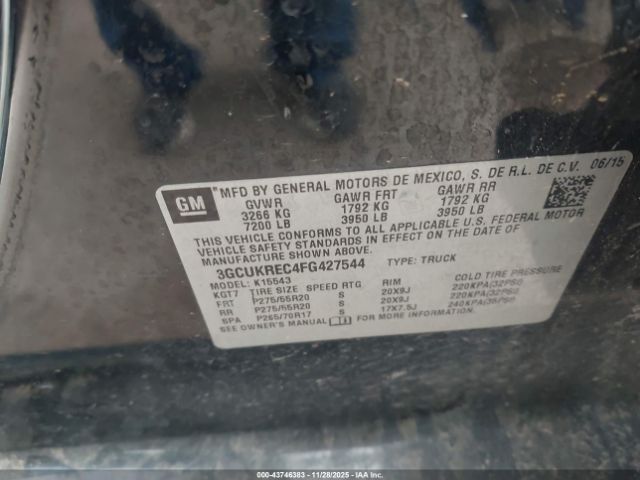 GM
*MFD BY GENERAL MOTORS DE MEXICO, S. DE R.L. DE C.V. 06/15
GVWR GAWR FRT GAWR RR
3266 KG 1792 KG 1792 KG
7200 LB 3950 LB 3950 LB
THIS VEHICLE CONFORMS TO ALL APPLICABLE U.S. FEDERAL MOTOR
VEHICLE SAFETY STANDARDS IN EFFECT ON THE DATE OF
MANUFACTURE SHOWN ABOVE.
3GCUKREC4FG427544 TYPE: TRUCK
MODEL: K15543
KGT7 TIRE SIZE SPEED RTG RIM COLD TIRE PRESSURE
FRT P275/55R20 S 20X9J 220KPA(32PSI)
RR P275/55R20 S 20X9J 220KPA(32PSI)
SPA P265/70R17 S 17X7.5J 240KPA(35PSI)
SEE OWNER'S MANUAL FOR MORE INFORMATION.
000-43746383 | 11/28/2025 - Copyright © IAA, LLC